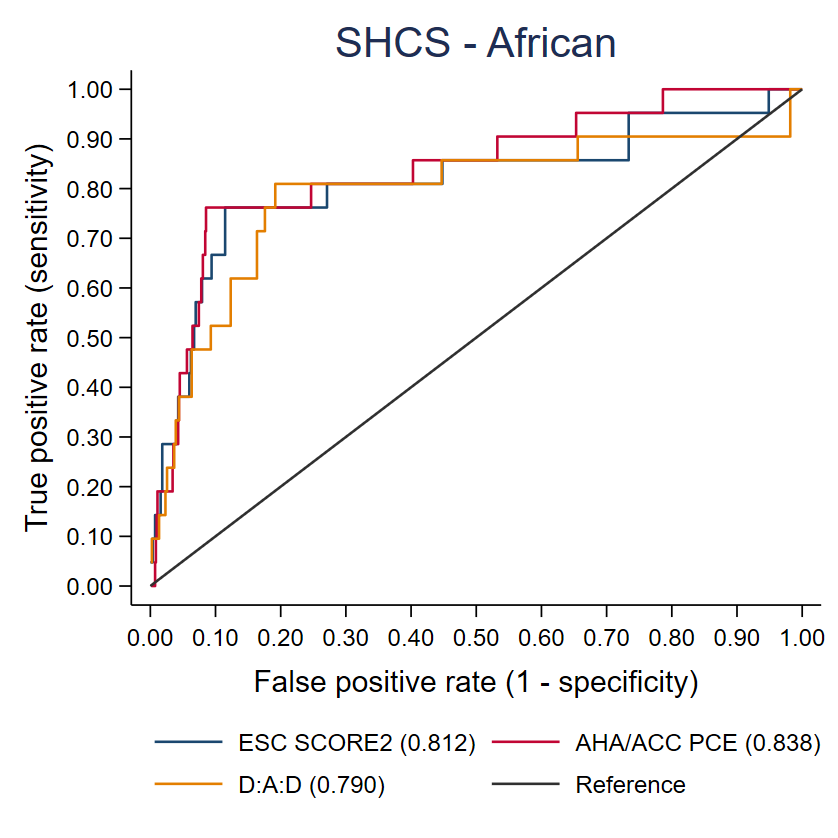 SHCS - African
True positive rate (sensitivity)
1.00
0.90
0.80
0.70
0.60
0.50
0.40
0.30
0.20
0.10
0.00
0.00 0.10 0.20 0.30 0.40 0.50 0.60 0.70 0.80 0.90 1.00
False positive rate (1 - specificity)
ESC SCORE2 (0.812) AHA/ACC PCE (0.838)
D:A:D (0.790) Reference